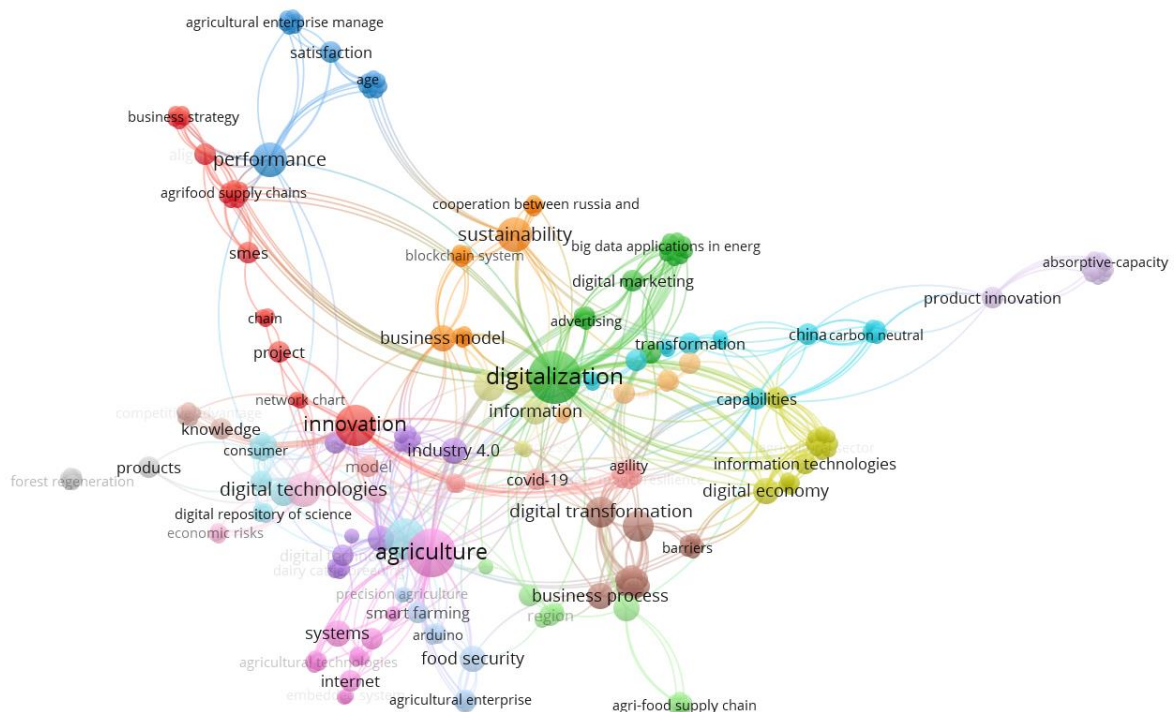 agricultural enterprise manage
satisfaction
age
business strategy
performance
agrifood supply chains
cooperation between russia and
sustainability
big data applications in energ
blockchain system
smes
absorptive-capacity
digital marketing
product innovation
chain
advertising
business model
transformation
china
carbon neutral
project
digitalization
network chart
capabilities
information
competitive advantage
innovation
knowledge
consumer
industry 4.0
information technologies
products
model
agility
forest regeneration
covid-19
digital technologies
digital economy
digital repository of science
digital transformation
economic risks
barriers
agriculture
precision agriculture
business process
smart farming
region
systems
arduino
agricultural technologies
food security
internet
embedded system
agricultural enterprise
agri-food supply chain